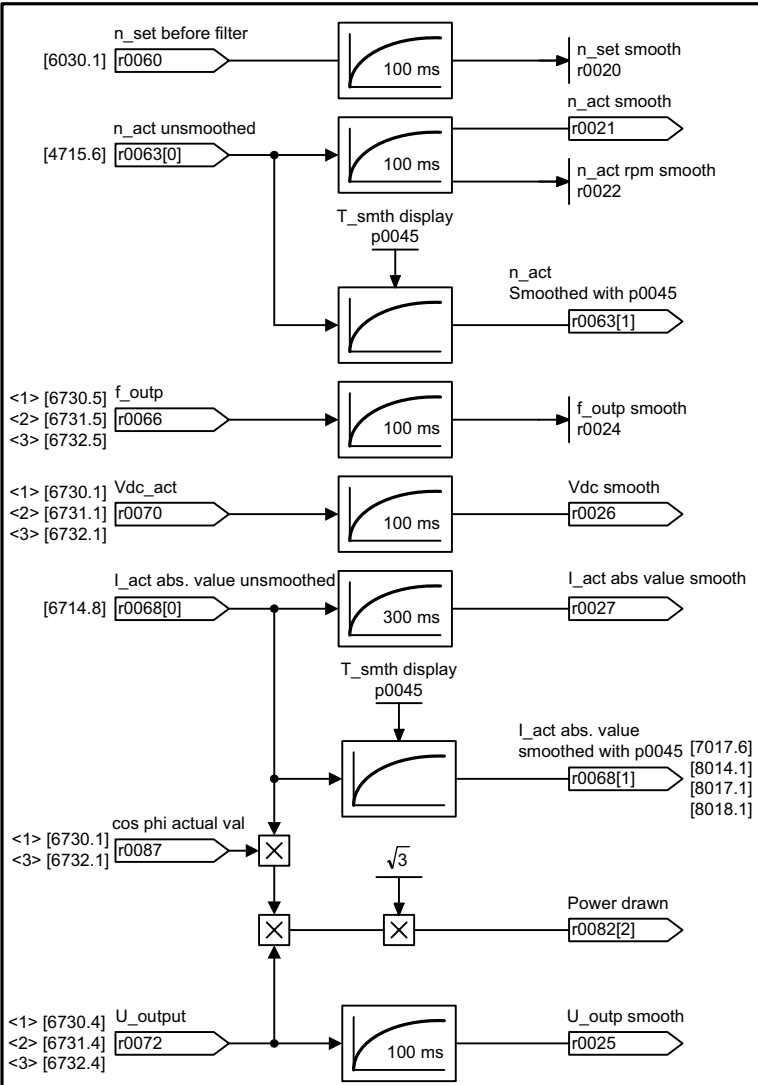 n_set before filter
[6030.1] r0060
100 ms
n_set smooth
r0020
n_act unsmoothed
[4715.6] r0063[0]
100 ms
n_act smooth
r0021
n_act rpm smooth
r0022
T_smth display
p0045
n_act
Smoothed with p0045
r0063[1]
<1> [6730.5] f_outp
<2> [6731.5] r0066
<3> [6732.5]
100 ms
f_outp smooth
r0024
<1> [6730.1] Vdc_act
<2> [6731.1] r0070
<3> [6732.1]
100 ms
Vdc smooth
r0026
I_act abs. value unsmoothed
[6714.8] r0068[0]
300 ms
I_act abs value smooth
r0027
T_smth display
p0045
I_act abs. value
smoothed with p0045
r0068[1]
[7017.6]
[8014.1]
[8017.1]
[8018.1]
cos phi actual val
<1> [6730.1] r0087
<3> [6732.1]
×
√3
×
×
Power drawn
r0082[2]
<1> [6730.4] U_output
<2> [6731.4] r0072
<3> [6732.4]
100 ms
U_outp smooth
r0025